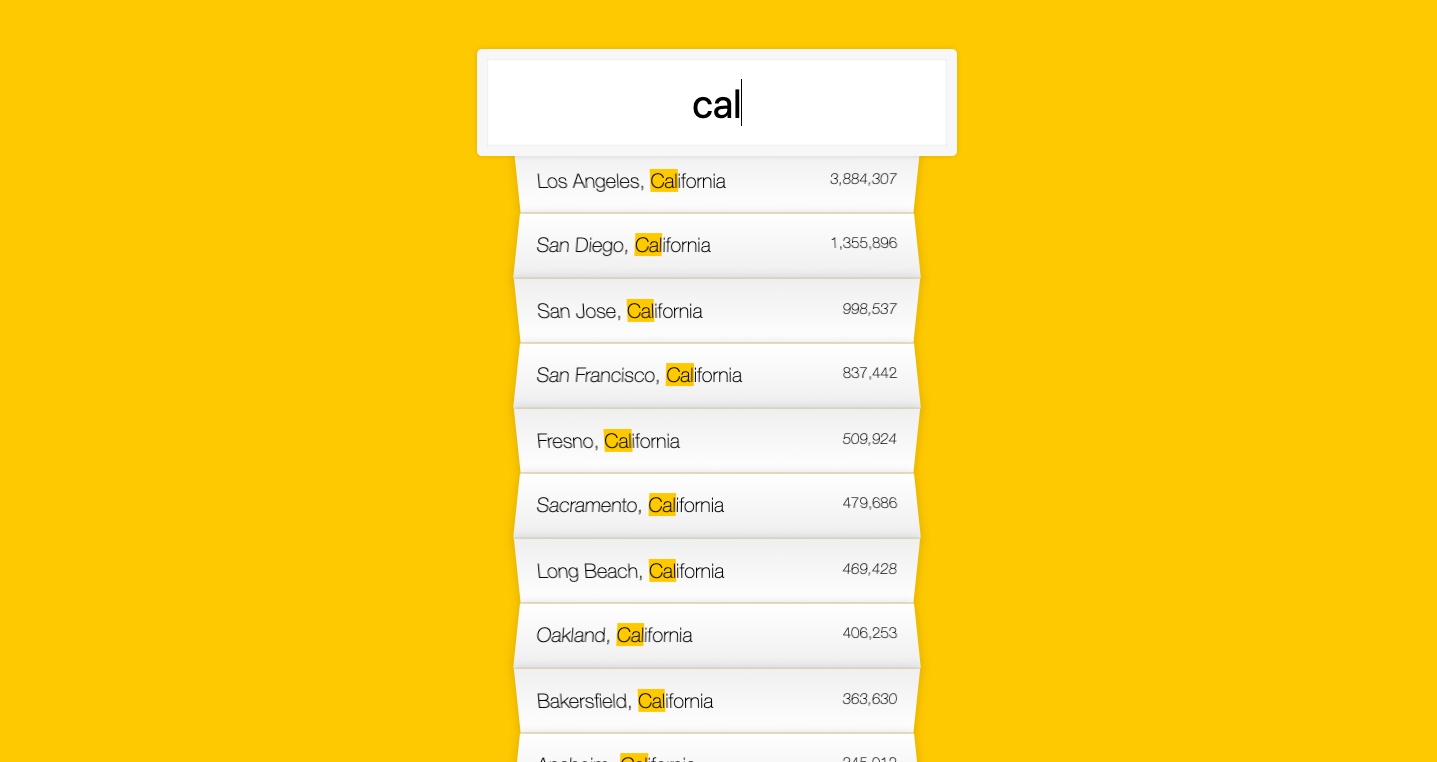 cal
Los Angeles, California 3,884,307
San Diego, California 1,355,896
San Jose, California 998,537
San Francisco, California 837,442
Fresno, California 509,924
Sacramento, California 479,686
Long Beach, California 469,428
Oakland, California 406,253
Bakersfield, California 363,630